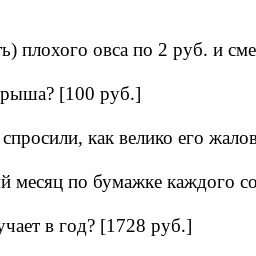 ь) плохого овса по 2 руб. и сме
рыша? [100 руб.]
спросили, как велико его жалов
й месяц по бумажке каждого со
учает в год? [1728 руб.]